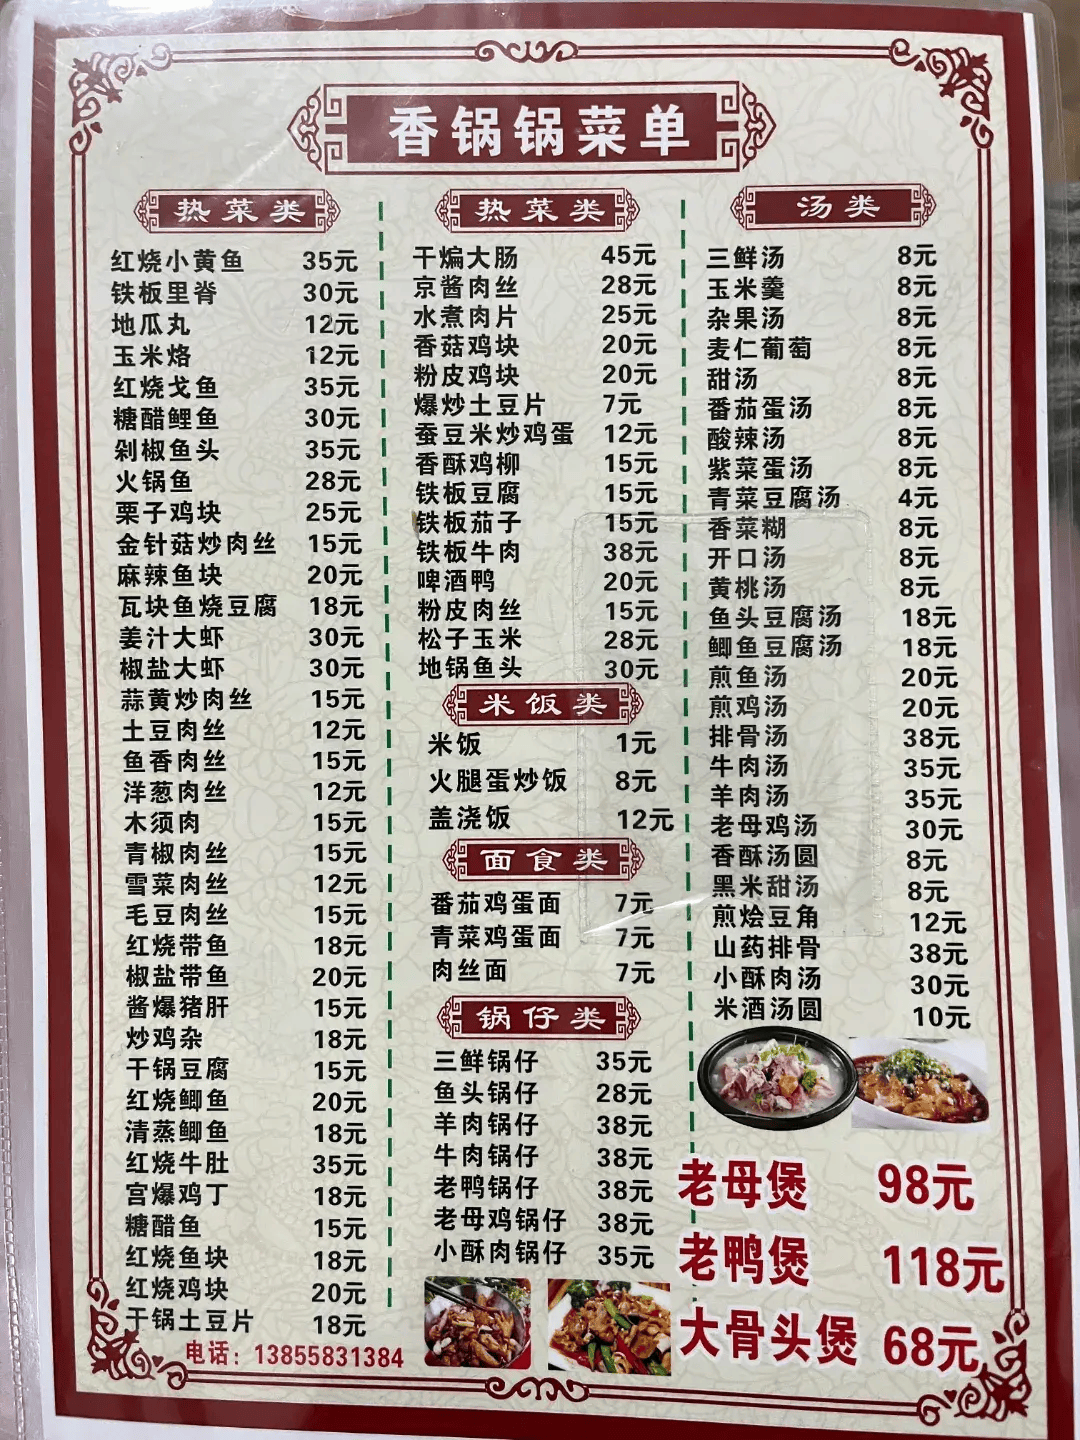 香锅锅菜单
热菜类
红烧小黄鱼 35元
铁板里脊 30元
地瓜丸 12元
玉米烙 12元
红烧戈鱼 35元
糖醋鲤鱼 30元
剁椒鱼头 35元
火锅鱼 28元
栗子鸡块 25元
金针菇炒肉丝 15元
麻辣鱼块 20元
瓦块鱼烧豆腐 18元
姜汁大虾 30元
椒盐大虾 30元
蒜黄炒肉丝 15元
土豆肉丝 12元
鱼香肉丝 15元
洋葱肉丝 12元
木须肉 15元
青椒肉丝 15元
雪菜肉丝 12元
毛豆肉丝 15元
红烧带鱼 18元
椒盐带鱼 20元
酱爆猪肝 15元
炒鸡杂 18元
干锅豆腐 15元
红烧鲫鱼 20元
清蒸鲫鱼 18元
红烧牛肚 35元
宫爆鸡丁 18元
糖醋鱼 15元
红烧鱼块 18元
红烧鸡块 20元
干锅土豆片 18元
电话：13855831384
热菜类
干煸大肠 45元
京酱肉丝 28元
水煮肉片 25元
香菇鸡块 20元
粉皮鸡块 20元
爆炒土豆片 7元
蚕豆米炒鸡蛋 12元
香酥鸡柳 15元
铁板豆腐 15元
铁板茄子 15元
铁板牛肉 38元
啤酒鸭 20元
粉皮肉丝 15元
松子玉米 28元
地锅鱼头 30元
米饭类
米饭 1元
火腿蛋炒饭 8元
盖浇饭 12元
面食类
番茄鸡蛋面 7元
青菜鸡蛋面 7元
肉丝面 7元
锅仔类
三鲜锅仔 35元
鱼头锅仔 28元
羊肉锅仔 38元
牛肉锅仔 38元
老鸭锅仔 38元
老母鸡锅仔 38元
小酥肉锅仔 35元
汤类
三鲜汤 8元
玉米羹 8元
杂果汤 8元
麦仁葡萄 8元
甜汤 8元
番茄蛋汤 8元
酸辣汤 8元
紫菜蛋汤 8元
青菜豆腐汤 4元
香菜糊 8元
开口汤 8元
黄桃汤 8元
鱼头豆腐汤 18元
鲫鱼豆腐汤 18元
煎鱼汤 20元
煎鸡汤 20元
排骨汤 38元
牛肉汤 35元
羊肉汤 35元
老母鸡汤 30元
香酥汤圆 8元
黑米甜汤 8元
煎烩豆角 12元
山药排骨 38元
小酥肉汤 30元
米酒汤圆 10元
老母煲 98元
老鸭煲 118元
大骨头煲 68元